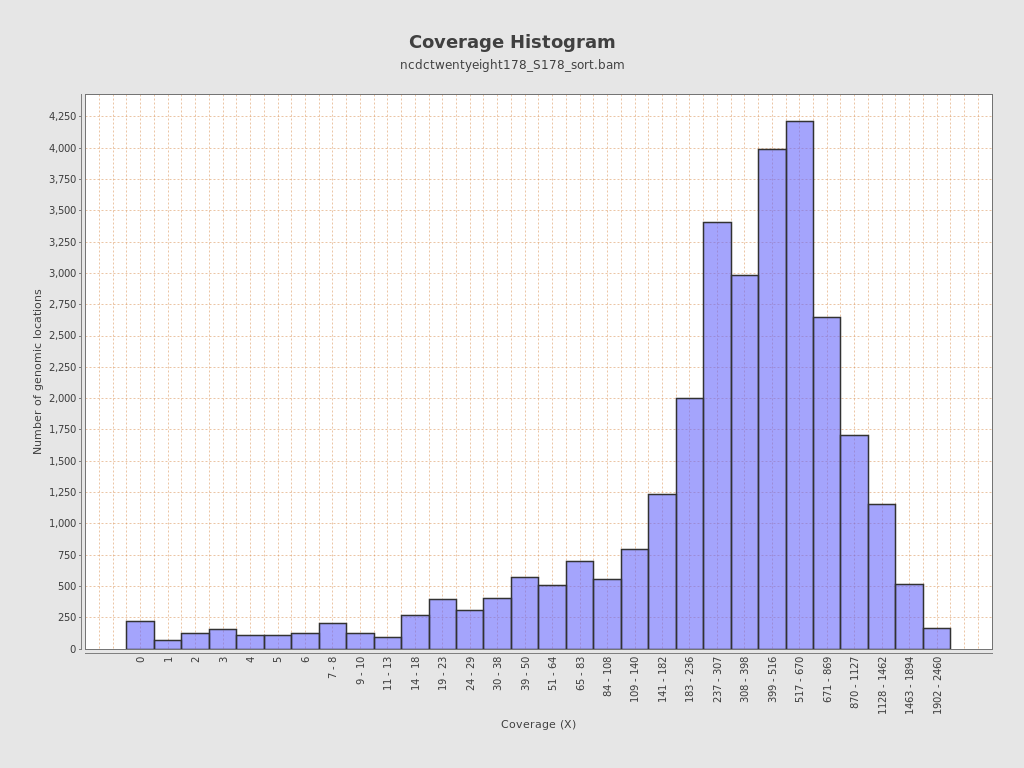 Coverage Histogram
ncdctwentyeight178_S178_sort.bam
Number of genomic locations
4,250
4,000
3,750
3,500
3,250
3,000
2,750
2,500
2,250
2,000
1,750
1,500
1,250
1,000
750
500
250
0
0
1
2
3
4
5
6
7 - 8
9 - 10
11 - 13
14 - 18
19 - 23
24 - 29
30 - 38
39 - 50
51 - 64
65 - 83
84 - 108
109 - 140
141 - 182
183 - 236
237 - 307
308 - 398
399 - 516
517 - 670
671 - 869
870 - 1127
1128 - 1462
1463 - 1894
1902 - 2460
Coverage (X)